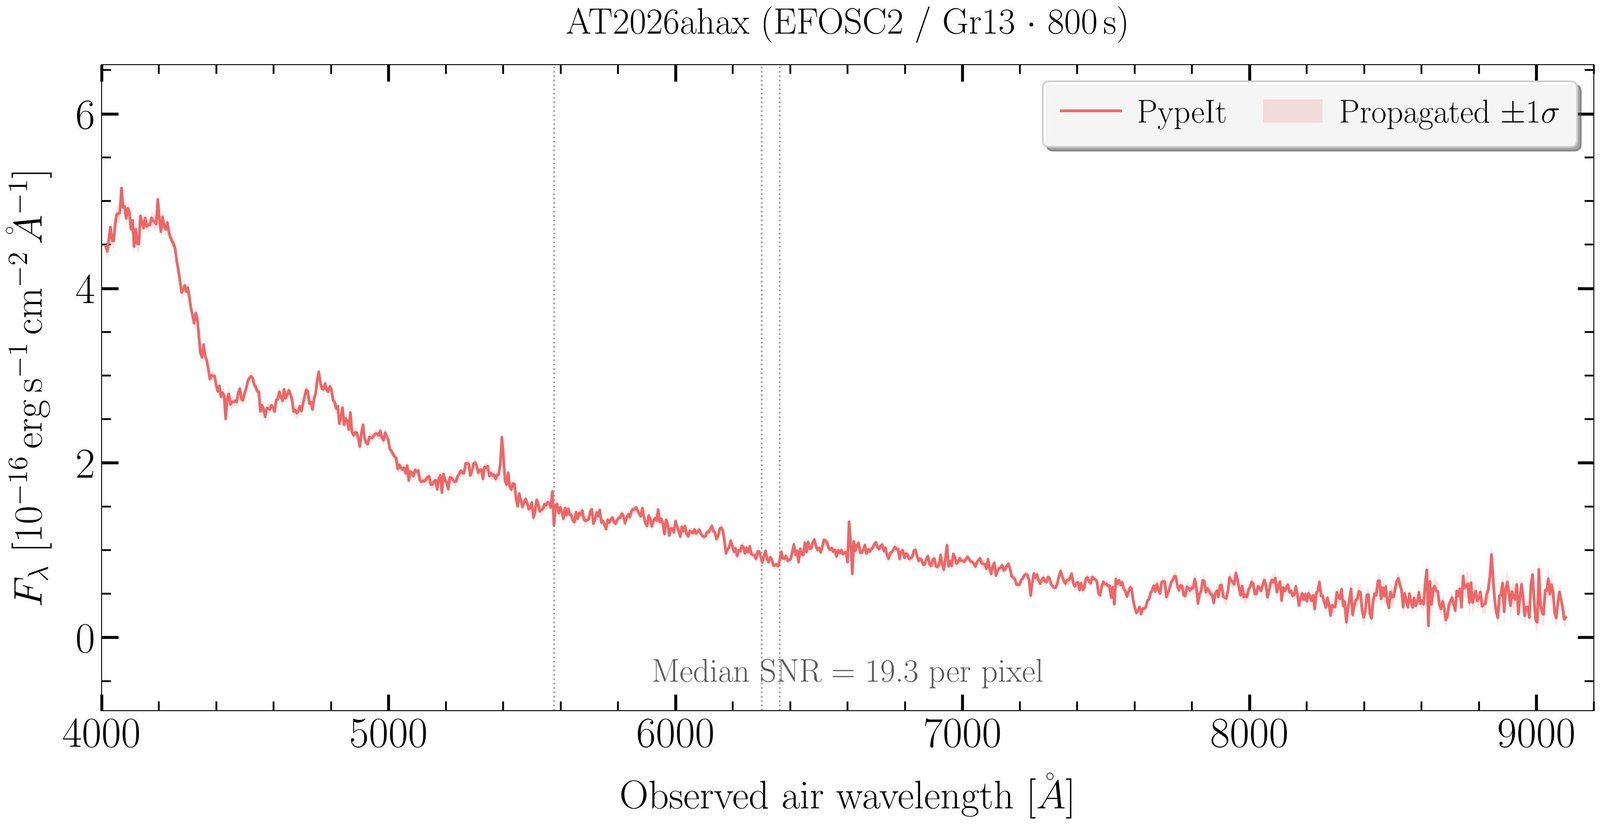 AT2026ahax (EFOSC2 / Gr13 · 800 s)
PypeIt
Propagated ±1σ
F_λ [10⁻¹⁶ erg s⁻¹ cm⁻² Å⁻¹]
6
4
2
0
Median SNR = 19.3 per pixel
4000 5000 6000 7000 8000 9000
Observed air wavelength [Å]